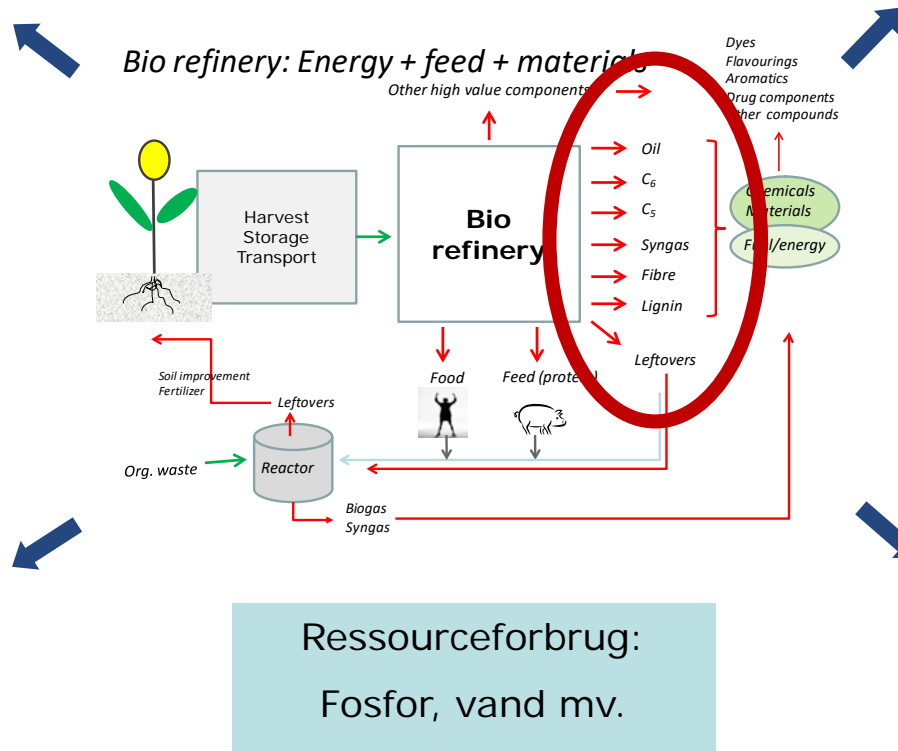 Bio refinery: Energy + feed + materials
Other high value components
Dyes
Flavourings
Aromatics
Drug components
Other compounds
Harvest
Storage
Transport
Bio
refinery
Oil
C₆
C₅
Syngas
Fibre
Lignin
Leftovers
Chemicals
Materials
Fuel/energy
Food
Feed (protein)
Soil improvement
Fertilizer
Leftovers
Org. waste
Reactor
Biogas
Syngas
Ressourceforbrug:
Fosfor, vand mv.